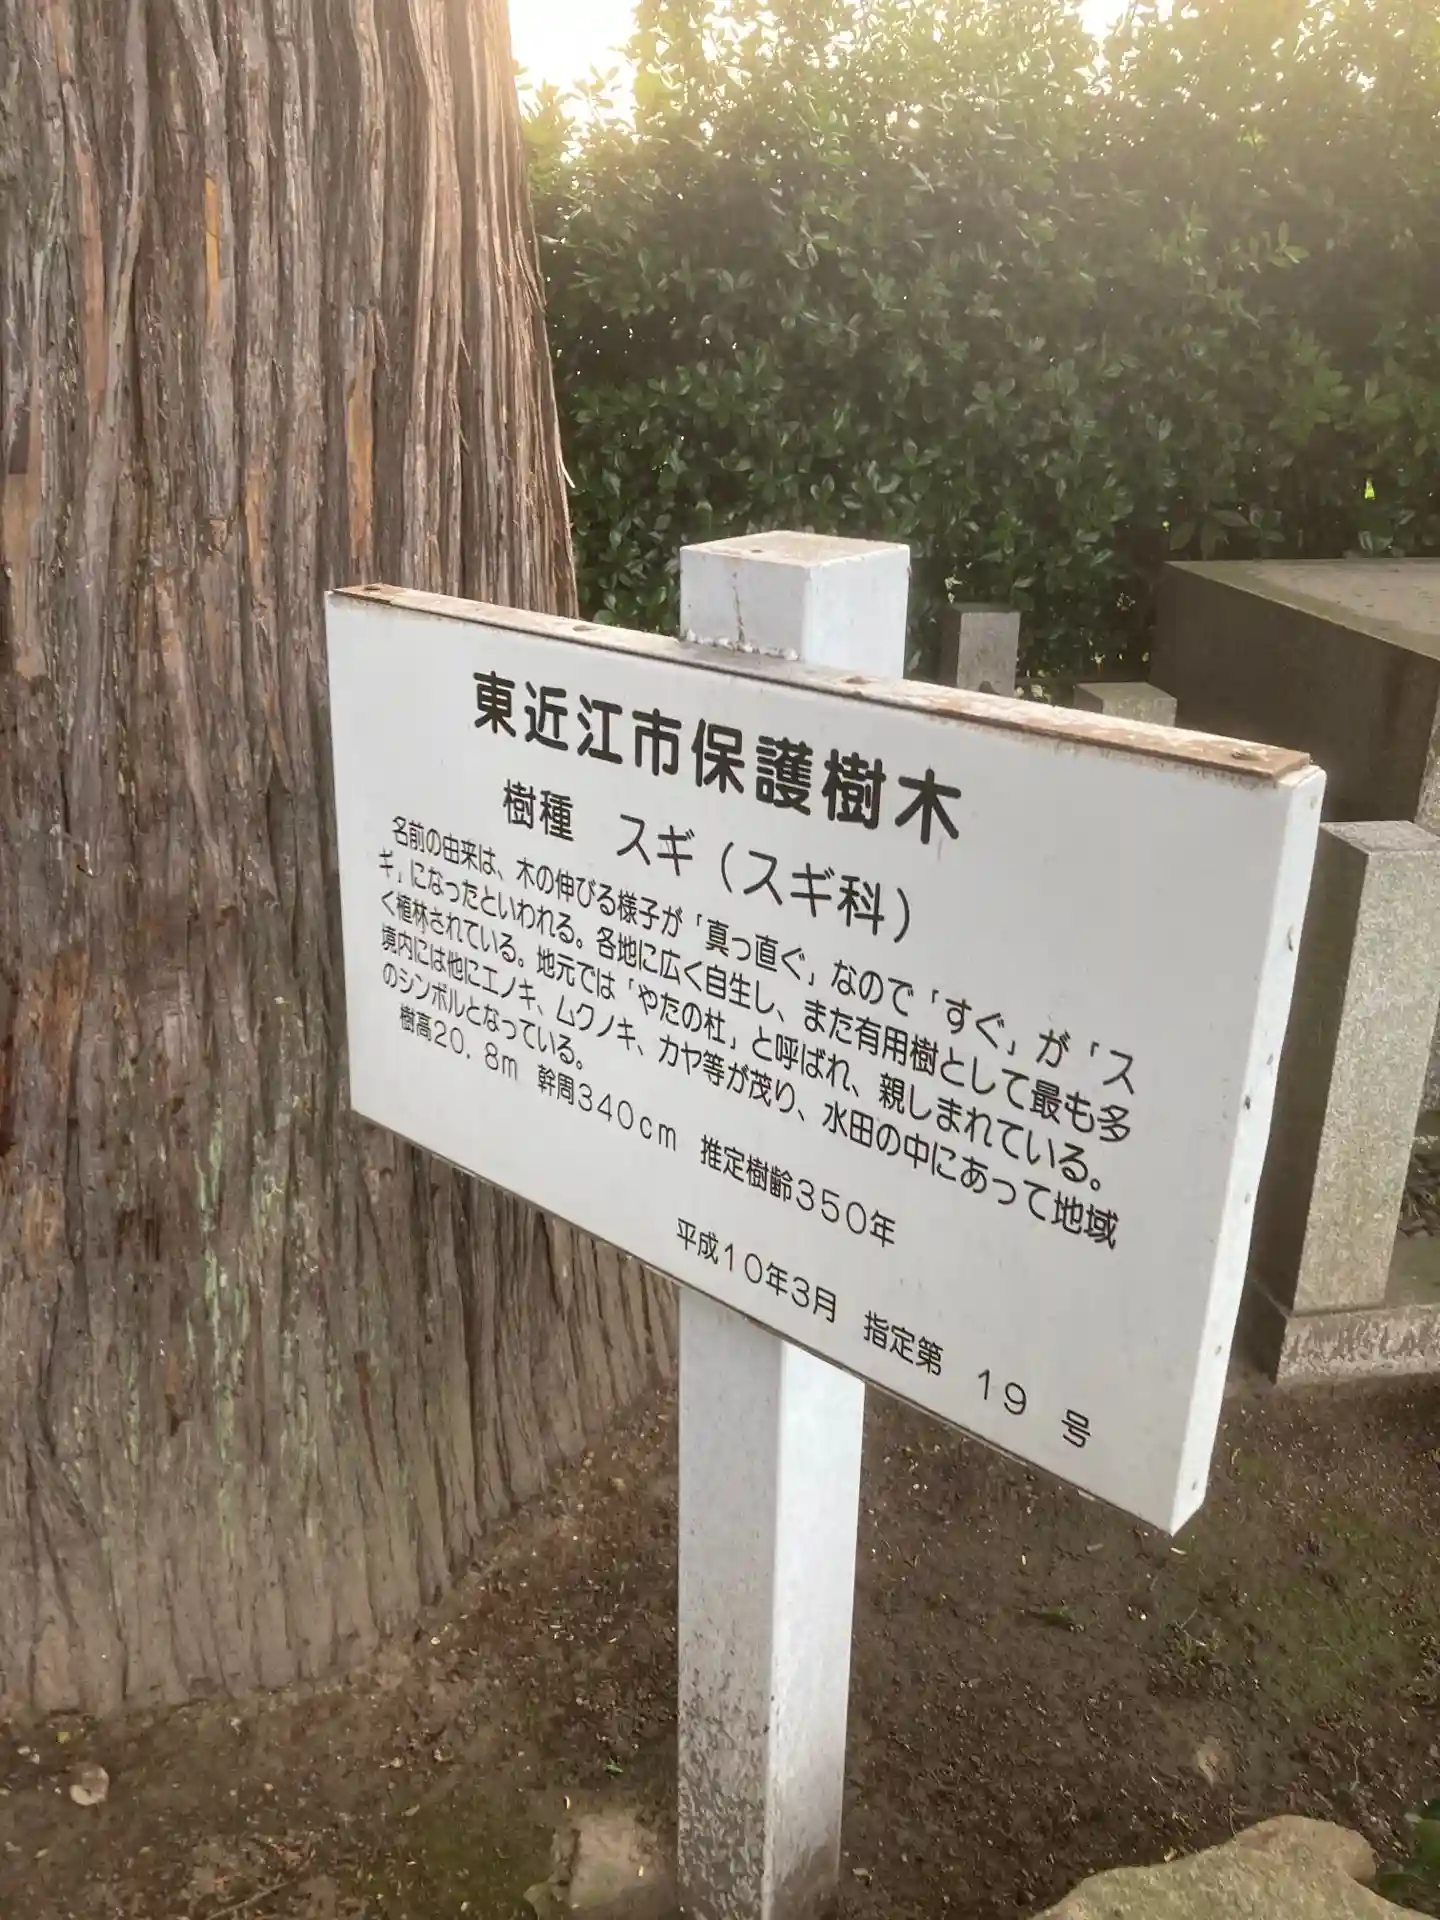 東近江市保護樹木
樹種　スギ（スギ科）
名前の由来は、木の伸びる様子が「真っ直ぐ」なので「すぐ」が「ス
ギ」になったといわれる。各地に広く自生し、また有用樹として最も多
く植林されている。地元では「やたの杜」と呼ばれ、親しまれている。
境内には他にエノキ、ムクノキ、カヤ等が茂り、水田の中にあって地域
のシンボルとなっている。
樹高２０．８ｍ　幹周３４０ｃｍ　推定樹齢３５０年
平成１０年３月　指定第　１９　号